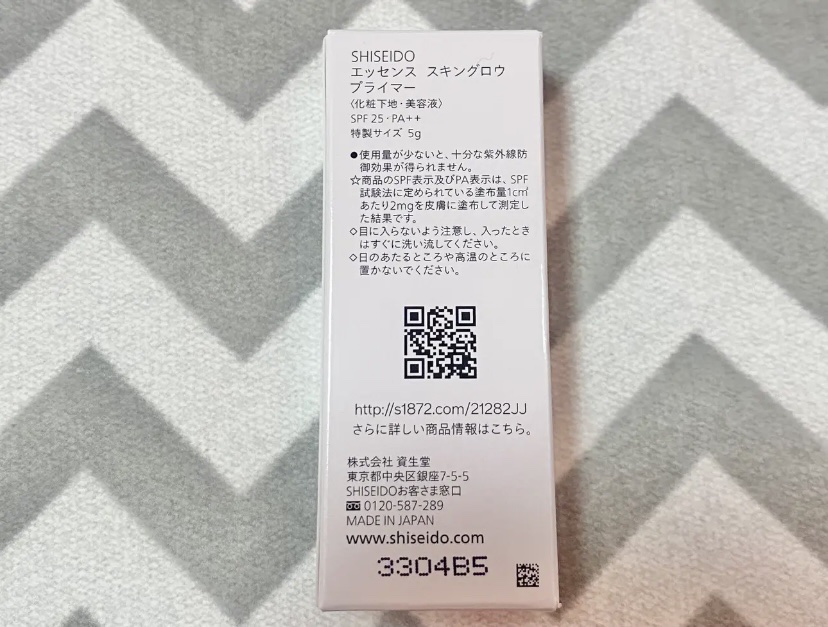 SHISEIDO
エッセンス スキングロウ
プライマー
〈化粧下地・美容液〉
SPF 25・PA++
特製サイズ 5g
●使用量が少ないと、十分な紫外線防
御効果が得られません。
☆商品のSPF表示及びPA表示は、SPF
試験法に定められている塗布量1c㎡
あたり2mgを皮膚に塗布して測定し
た結果です。
◇目に入らないよう注意し、入ったとき
はすぐに洗い流してください。
◇日のあたるところや高温のところに
置かないでください。
http://s1872.com/21282JJ
さらに詳しい商品情報はこちら。
株式会社 資生堂
東京都中央区銀座7-5-5
SHISEIDOお客さま窓口
0120-587-289
MADE IN JAPAN
www.shiseido.com
3304B5